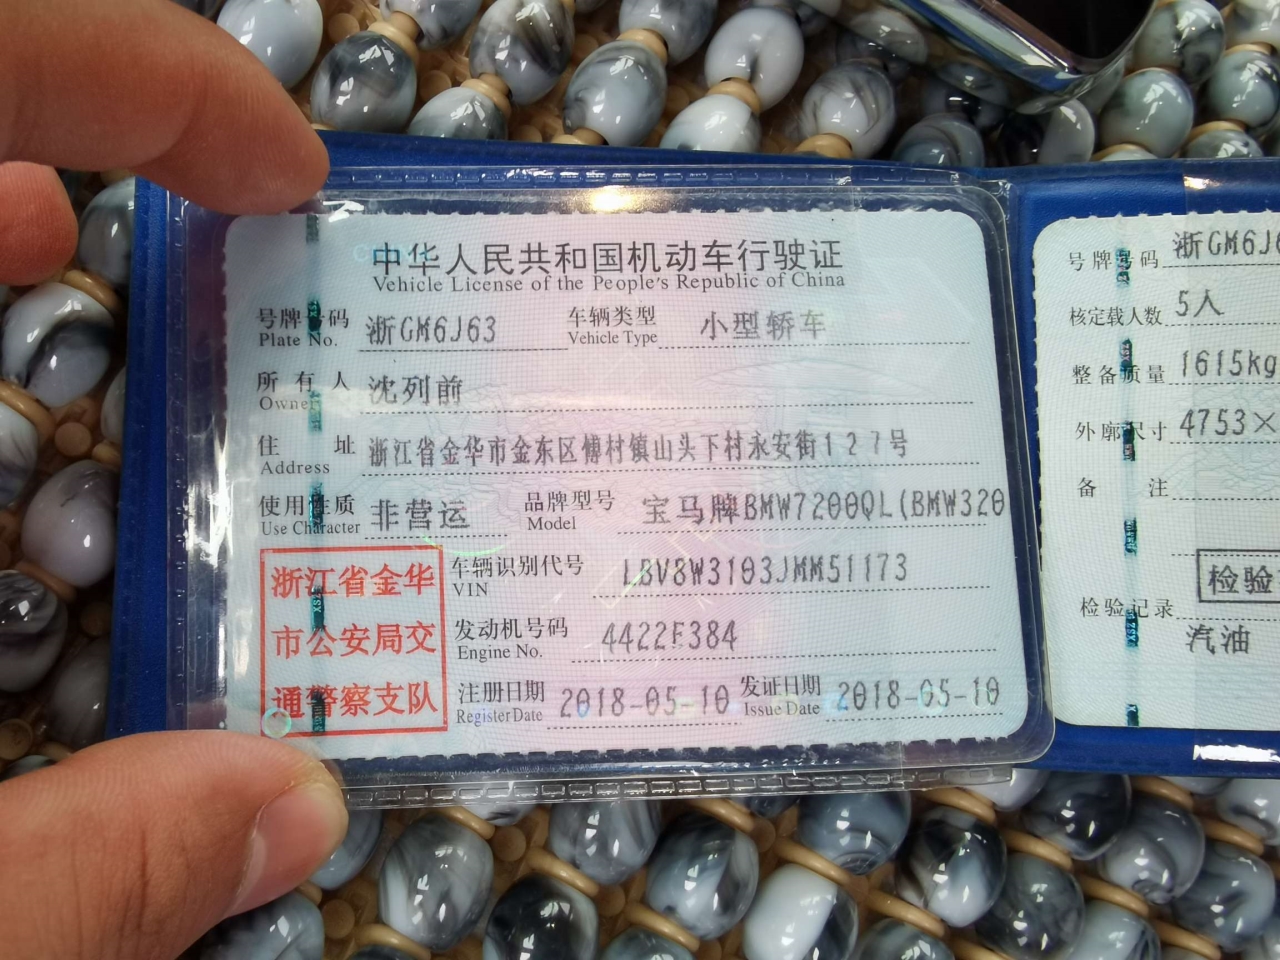 中华人民共和国机动车行驶证
Vehicle License of the People's Republic of China
号牌号码 浙GM6J63 车辆类型 小型轿车
Plate No. Vehicle Type
所有人 沈列前
Owner
住址 浙江省金华市金东区傅村镇山头下村永安街127号
Address
使用性质 非营运 品牌型号 宝马牌BMW7200QL(BMW320
Use Character Model
浙江省金华
市公安局交
通警察支队
车辆识别代号 LBV8W3103JMM51173
VIN
发动机号码 4422F384
Engine No.
注册日期 2018-05-10 发证日期 2018-05-10
Register Date Issue Date
号牌号码 浙GM6J6
核定载人数 5人
整备质量 1615kg
外廓尺寸 4753×
备注
检验
检验记录
汽油